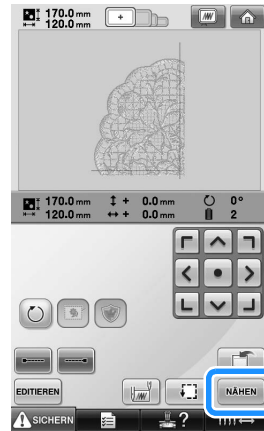 170.0 mm
120.0 mm
170.0 mm ↕ + 0.0 mm 0°
120.0 mm ↔ + 0.0 mm 2
EDITIEREN NÄHEN
SICHERN ?